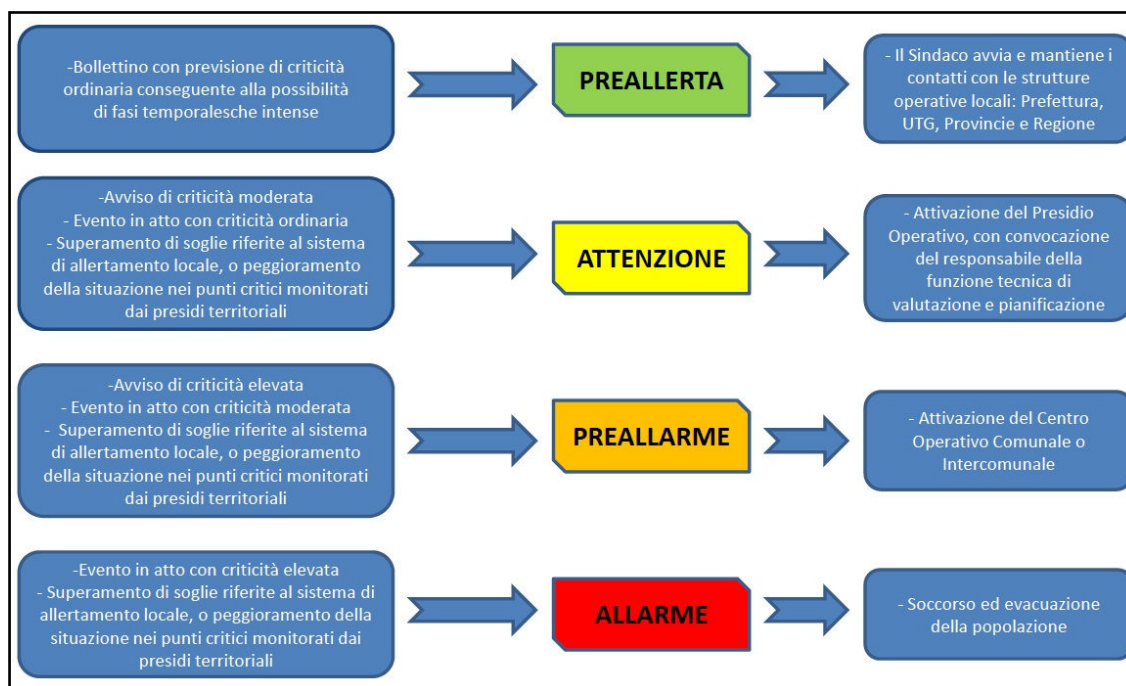 -Bollettino con previsione di criticità
ordinaria conseguente alla possibilità
di fasi temporalesche intense
PREALLERTA
- Il Sindaco avvia e mantiene i
contatti con le strutture
operative locali: Prefettura,
UTG, Provincie e Regione
-Avviso di criticità moderata
- Evento in atto con criticità ordinaria
- Superamento di soglie riferite al sistema
di allertamento locale, o peggioramento
della situazione nei punti critici monitorati
dai presidi territoriali
ATTENZIONE
- Attivazione del Presidio
Operativo, con convocazione
del responsabile della
funzione tecnica di
valutazione e pianificazione
-Avviso di criticità elevata
- Evento in atto con criticità moderata
- Superamento di soglie riferite al sistema
di allertamento locale, o peggioramento
della situazione nei punti critici monitorati
dai presidi territoriali
PREALLARME
- Attivazione del Centro
Operativo Comunale o
Intercomunale
-Evento in atto con criticità elevata
- Superamento di soglie riferite al sistema di
allertamento locale, o peggioramento della
situazione nei punti critici monitorati dai
presidi territoriali
ALLARME
- Soccorso ed evacuazione
della popolazione